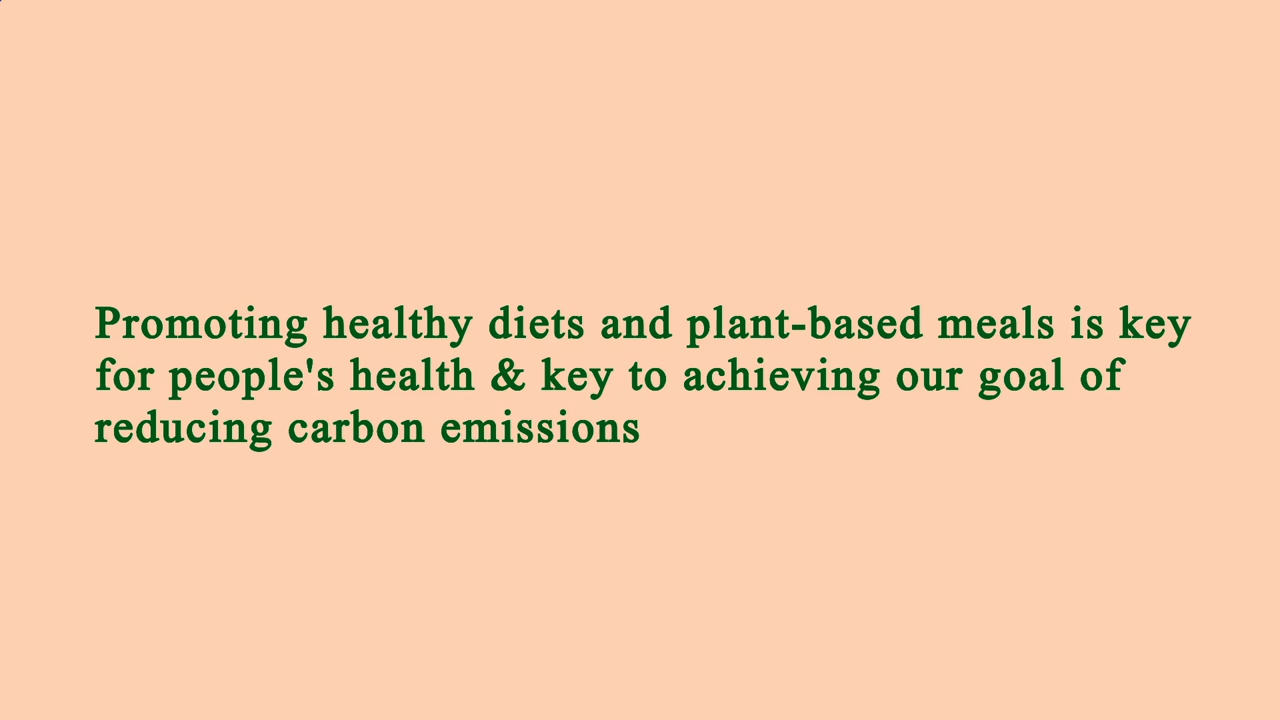 Promoting healthy diets and plant-based meals is key
for people's health & key to achieving our goal of
reducing carbon emissions